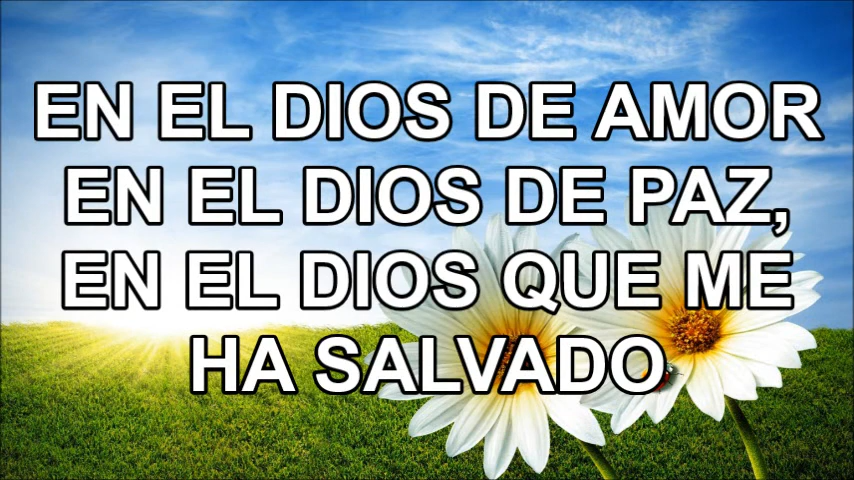 EN EL DIOS DE AMOR
EN EL DIOS DE PAZ,
EN EL DIOS QUE ME
HA SALVADO